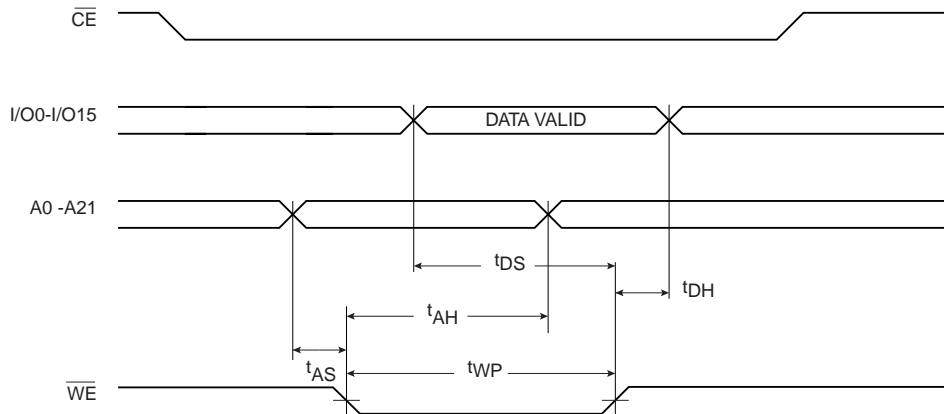 CE
I/O0-I/O15
DATA VALID
A0 -A21
tDS
tDH
tAH
tAS
tWP
WE